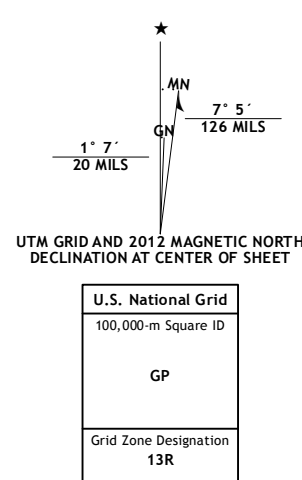 ★
MN
GN
7° 5´
126 MILS
1° 7´
20 MILS
UTM GRID AND 2012 MAGNETIC NORTH
DECLINATION AT CENTER OF SHEET
U.S. National Grid
100,000-m Square ID
GP
Grid Zone Designation
13R